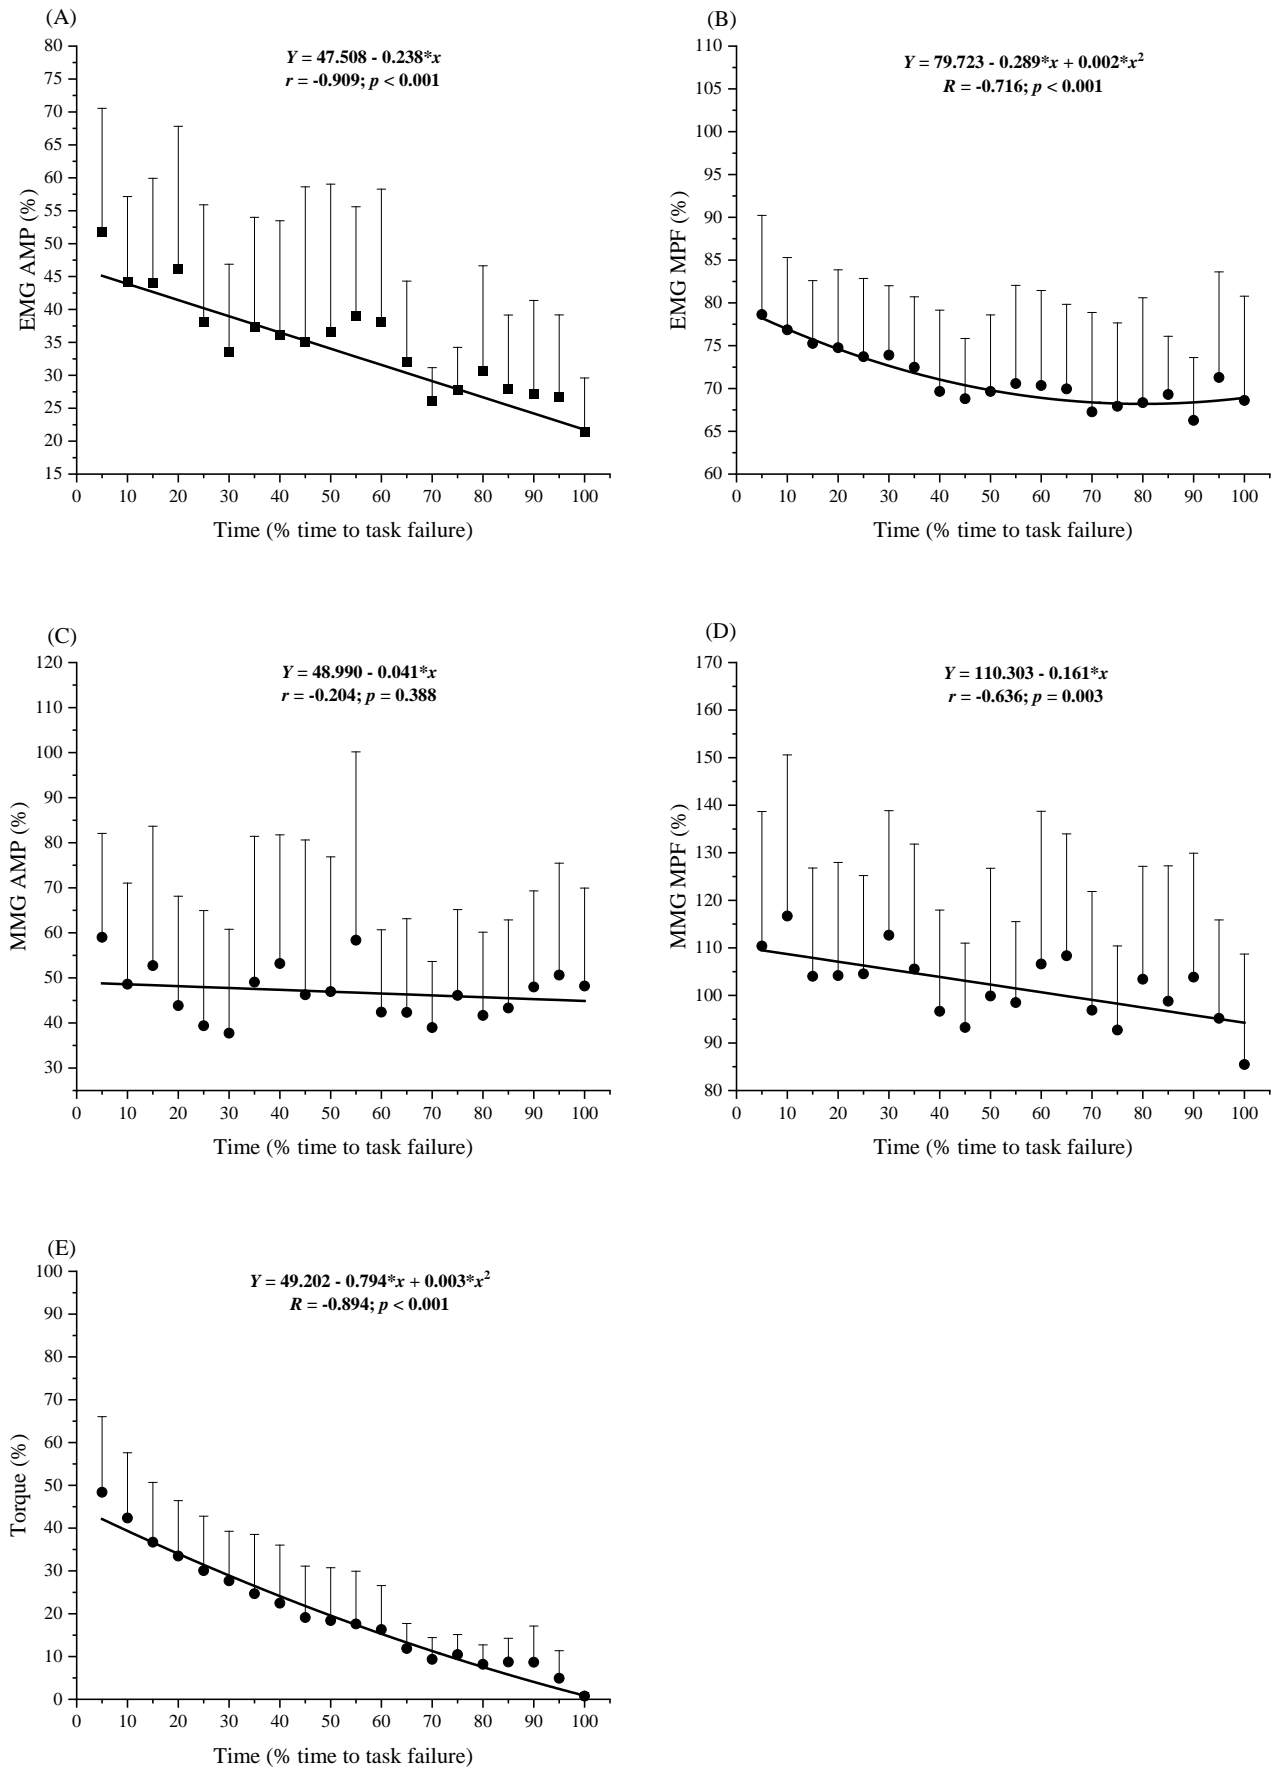 (A)
Y = 47.508 - 0.238*x
r = -0.909; p < 0.001
80
75
70
65
60
55
50
45
40
35
30
25
20
15
EMG AMP (%)
0 10 20 30 40 50 60 70 80 90 100
Time (% time to task failure)
(B)
Y = 79.723 - 0.289*x + 0.002*x²
R = -0.716; p < 0.001
110
105
100
95
90
85
80
75
70
65
60
EMG MPF (%)
0 10 20 30 40 50 60 70 80 90 100
Time (% time to task failure)
(C)
Y = 48.990 - 0.041*x
r = -0.204; p = 0.388
120
110
100
90
80
70
60
50
40
30
MMG AMP (%)
0 10 20 30 40 50 60 70 80 90 100
Time (% time to task failure)
(D)
Y = 110.303 - 0.161*x
r = -0.636; p = 0.003
170
160
150
140
130
120
110
100
90
80
MMG MPF (%)
0 10 20 30 40 50 60 70 80 90 100
Time (% time to task failure)
(E)
Y = 49.202 - 0.794*x + 0.003*x²
R = -0.894; p < 0.001
100
90
80
70
60
50
40
30
20
10
0
Torque (%)
0 10 20 30 40 50 60 70 80 90 100
Time (% time to task failure)